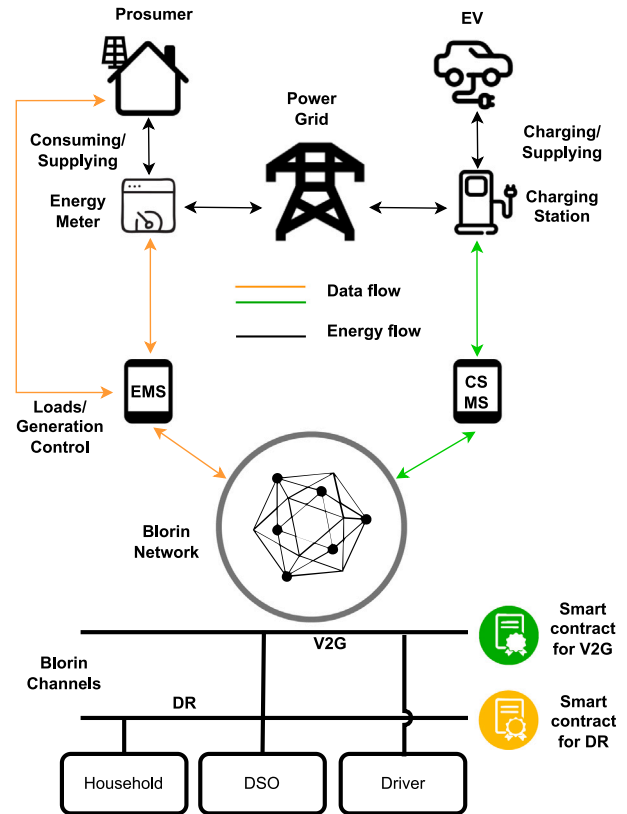 Prosumer
EV
Power
Grid
Consuming/
Supplying
Charging/
Supplying
Energy
Meter
Charging
Station
Data flow
Energy flow
EMS
CS
MS
Loads/
Generation
Control
Blorin
Network
Smart
contract
for V2G
V2G
Blorin
Channels
DR
Smart
contract
for DR
Household
DSO
Driver